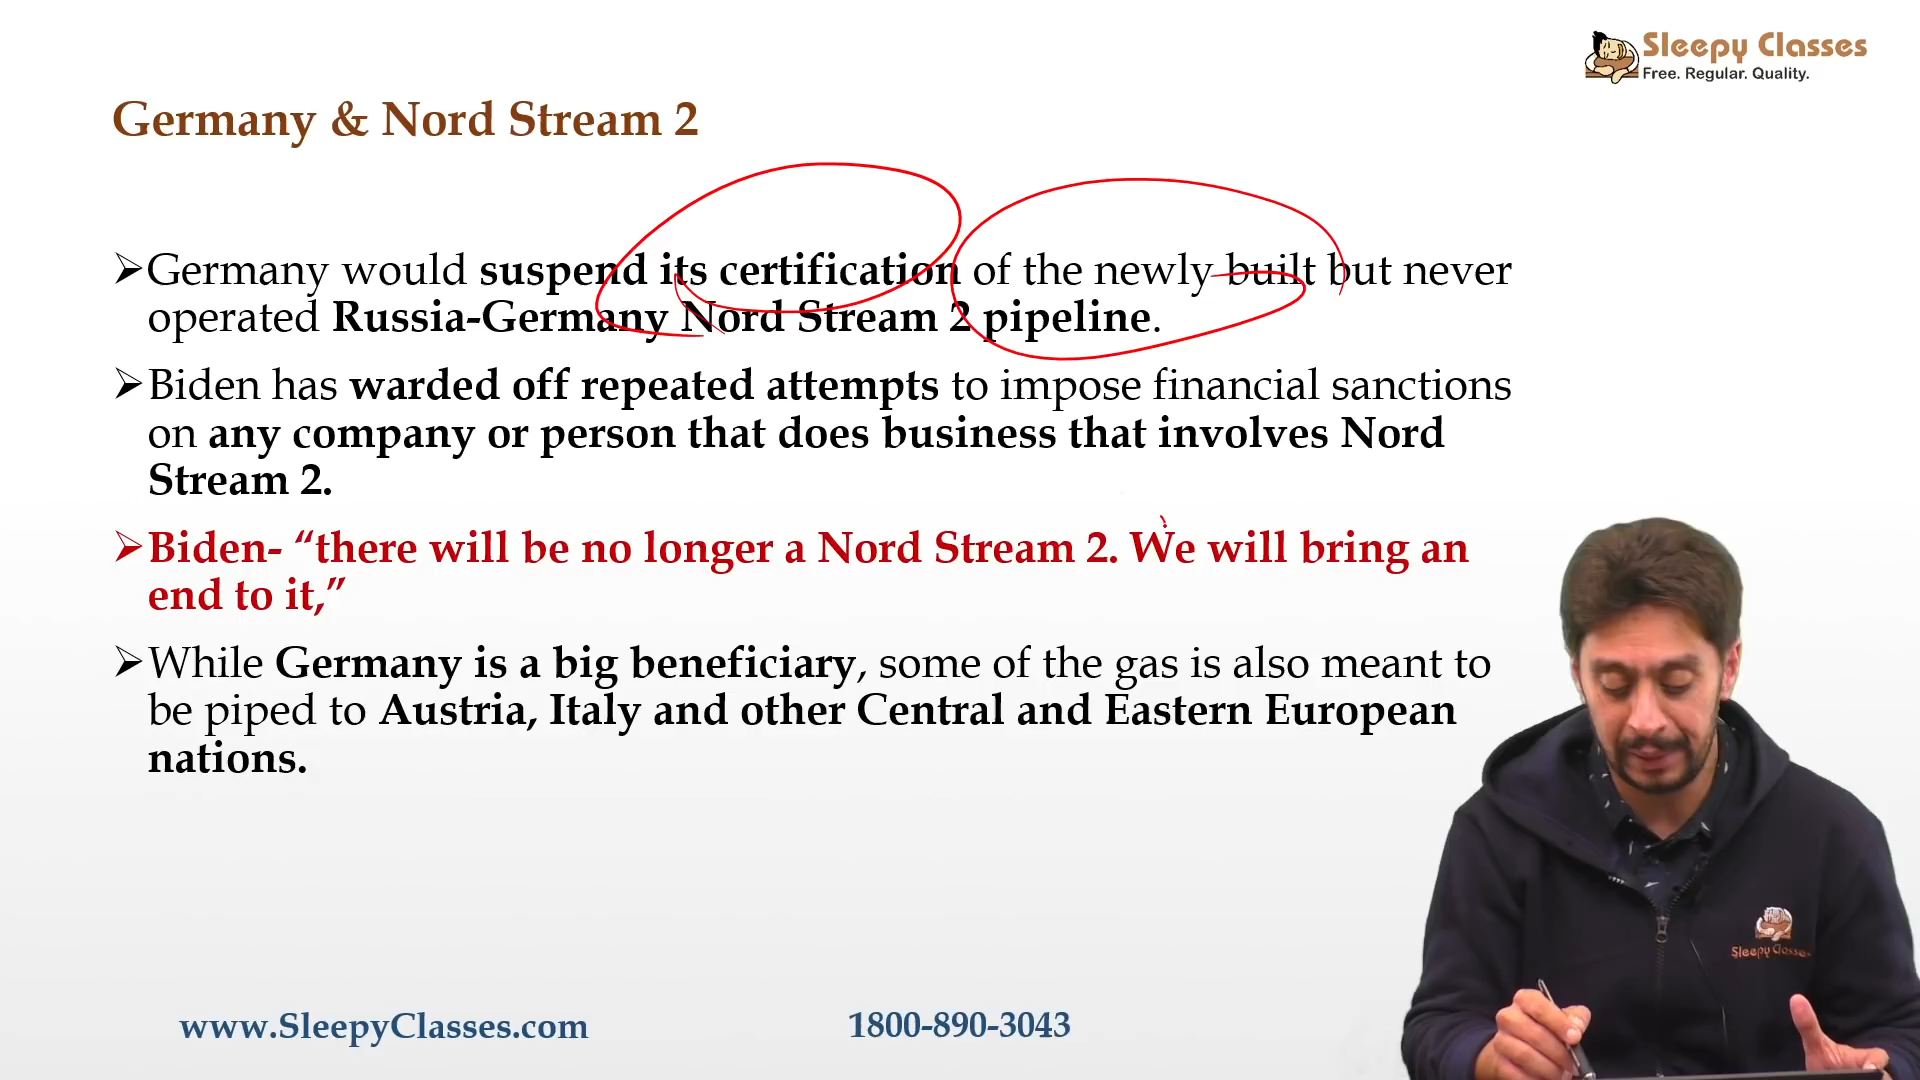 Sleepy Classes
Free. Regular. Quality.
Germany & Nord Stream 2
➢Germany would suspend its certification of the newly built but never
operated Russia-Germany Nord Stream 2 pipeline.
➢Biden has warded off repeated attempts to impose financial sanctions
on any company or person that does business that involves Nord
Stream 2.
➢Biden- “there will be no longer a Nord Stream 2. We will bring an
end to it,”
➢While Germany is a big beneficiary, some of the gas is also meant to
be piped to Austria, Italy and other Central and Eastern European
nations.
Sleepy Classes
www.SleepyClasses.com
1800-890-3043